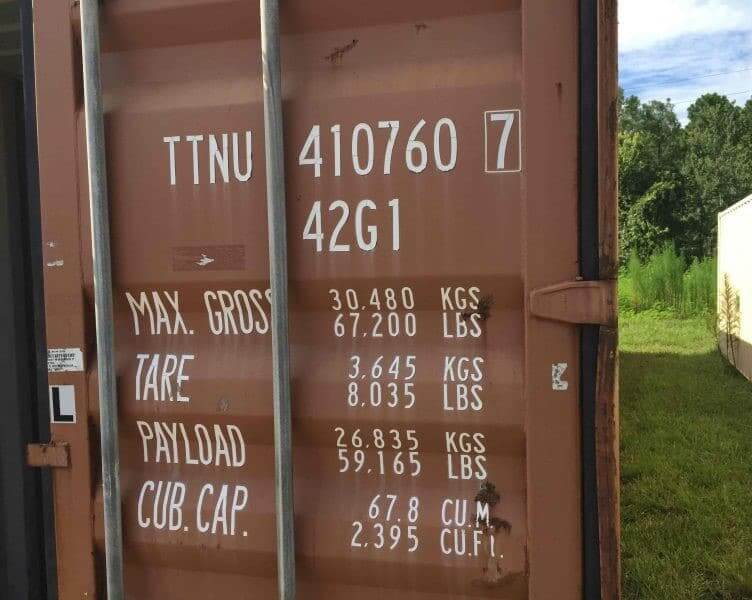 TTNU 410760 7
42G1
MAX. GROSS 30.480 KGS
67,200 LBS
TARE 3.645 KGS
8.035 LBS
PAYLOAD 26.835 KGS
59.165 LBS
CUB. CAP. 67.8 CU.M.
2,395 CU.FT.
L